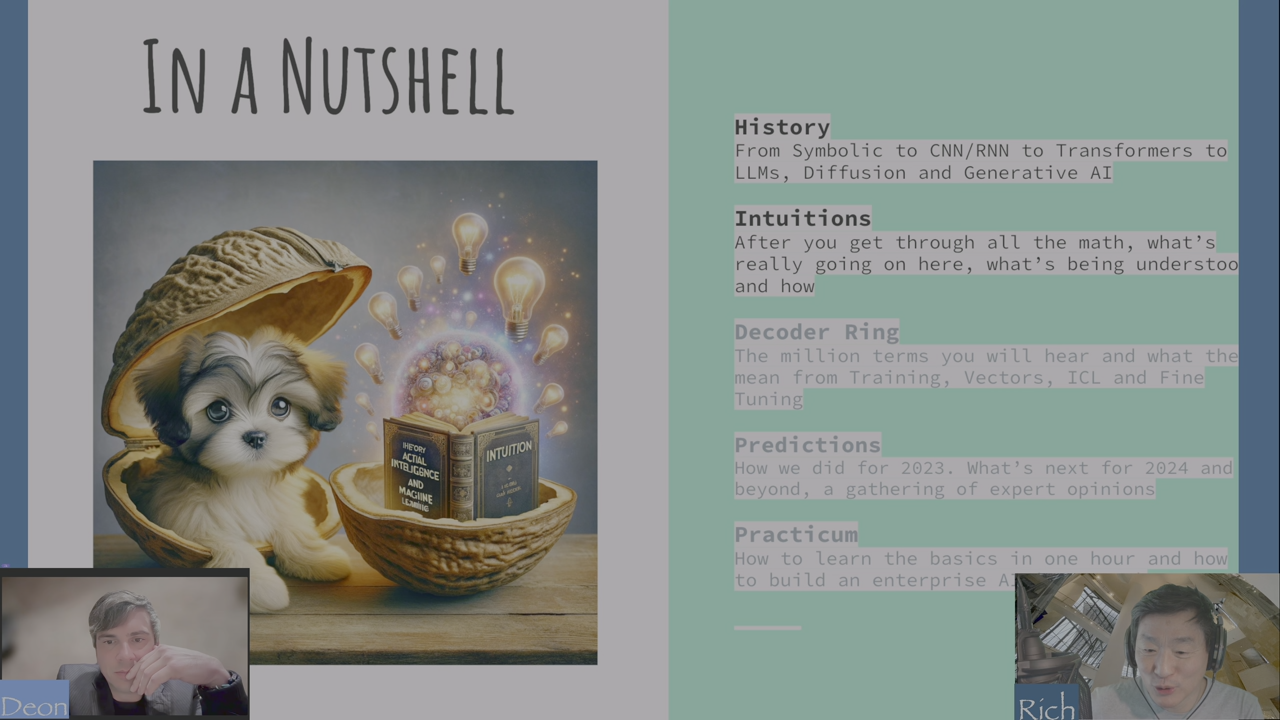 In a Nutshell
History
From Symbolic to CNN/RNN to Transformers to
LLMs, Diffusion and Generative AI
Intuitions
After you get through all the math, what's
really going on here, what's being understoo
and how
Decoder Ring
The million terms you will hear and what the
mean from Training, Vectors, ICL and Fine
Tuning
Predictions
How we did for 2023. What's next for 2024 and
beyond, a gathering of expert opinions
Practicum
How to learn the basics in one hour and how
to build an enterprise A
ACTIAL
INTELIGGNCE
AND
MACGINE
INTUITION
Deon
Rich